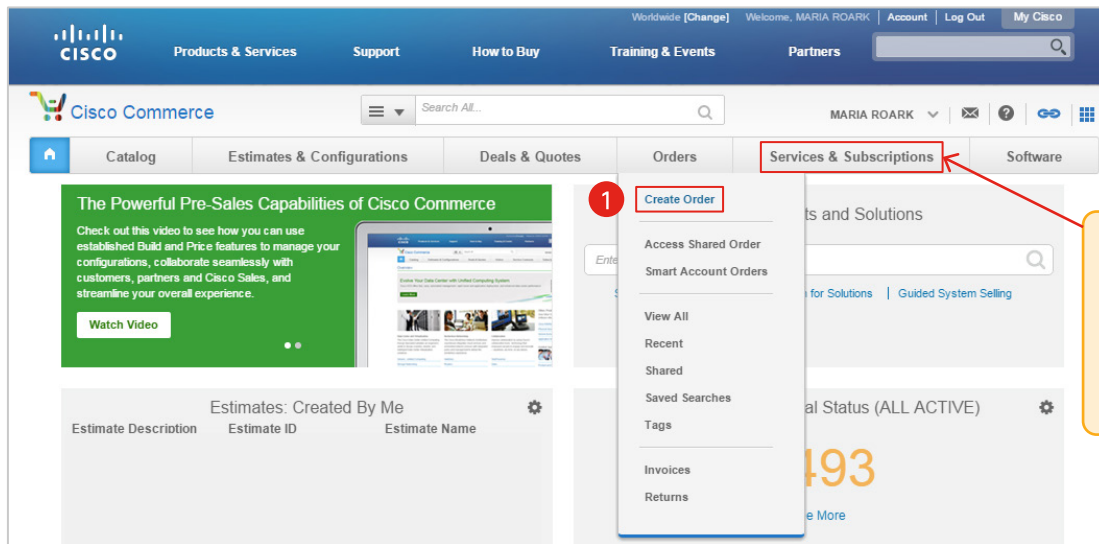 Worldwide [Change] Welcome, MARIA ROARK Account Log Out My Cisco
CISCO
Products & Services Support How to Buy Training & Events Partners
Cisco Commerce
Search All...
MARIA ROARK
Catalog Estimates & Configurations Deals & Quotes Orders Services & Subscriptions Software
The Powerful Pre-Sales Capabilities of Cisco Commerce
Check out this video to see how you can use
established Build and Price features to manage your
configurations, collaborate seamlessly with
customers, partners and Cisco Sales, and
streamline your overall experience.
Watch Video
1
Create Order
Access Shared Order
Smart Account Orders
View All
Recent
Shared
Saved Searches
Tags
Invoices
Returns
ts and Solutions
Ente
for Solutions Guided System Selling
Estimates: Created By Me
Estimate Description Estimate ID Estimate Name
al Status (ALL ACTIVE)
493
e More